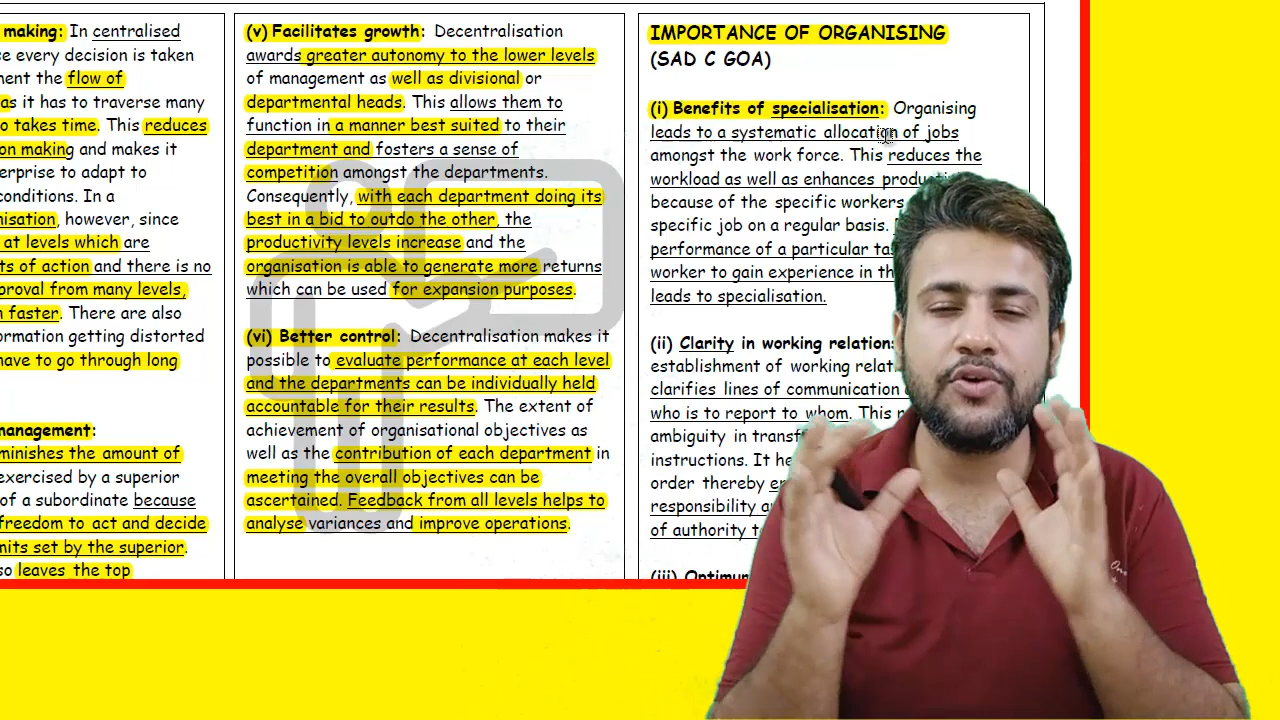 making: In centralised
e every decision is taken
ment the flow of
as it has to traverse many
o takes time. This reduces
on making and makes it
erprise to adapt to
conditions. In a
nisation, however, since
at levels which are
ts of action and there is no
proval from many levels,
n faster. There are also
ormation getting distorted
have to go through long
management:
minishes the amount of
exercised by a superior
of a subordinate because
freedom to act and decide
mits set by the superior.
so leaves the top
(v) Facilitates growth: Decentralisation
awards greater autonomy to the lower levels
of management as well as divisional or
departmental heads. This allows them to
function in a manner best suited to their
department and fosters a sense of
competition amongst the departments.
Consequently, with each department doing its
best in a bid to outdo the other, the
productivity levels increase and the
organisation is able to generate more returns
which can be used for expansion purposes.
(vi) Better control: Decentralisation makes it
possible to evaluate performance at each level
and the departments can be individually held
accountable for their results. The extent of
achievement of organisational objectives as
well as the contribution of each department in
meeting the overall objectives can be
ascertained. Feedback from all levels helps to
analyse variances and improve operations.
IMPORTANCE OF ORGANISING
(SAD C GOA)
(i) Benefits of specialisation: Organising
leads to a systematic allocation of jobs
amongst the work force. This reduces the
workload as well as enhances
because of the specific workers
specific job on a regular basis.
performance of a particular
worker to gain experience in
leads to specialisation.
(ii) Clarity in working
establishment of working
clarifies lines of communication
who is to report to whom. This
ambiguity in
instructions. It
order thereby
responsibility
of authority
(iii)